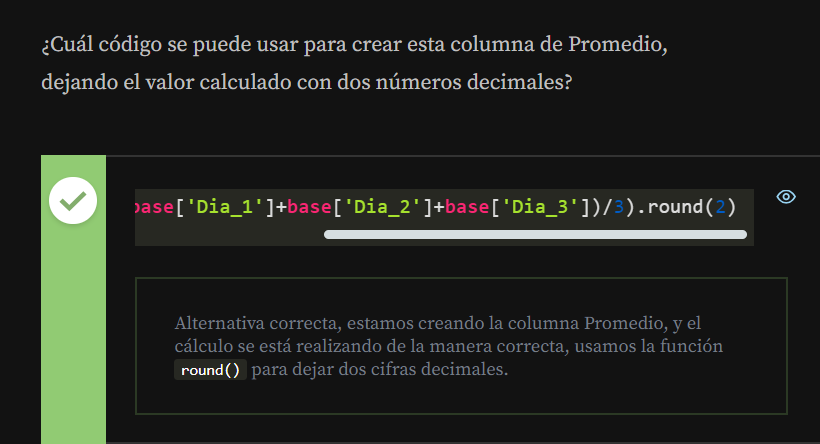 ¿Cuál código se puede usar para crear esta columna de Promedio,
dejando el valor calculado con dos números decimales?
base['Dia_1']+base['Dia_2']+base['Dia_3'])/3).round(2)
Alternativa correcta, estamos creando la columna Promedio, y el
cálculo se está realizando de la manera correcta, usamos la función
round() para dejar dos cifras decimales.